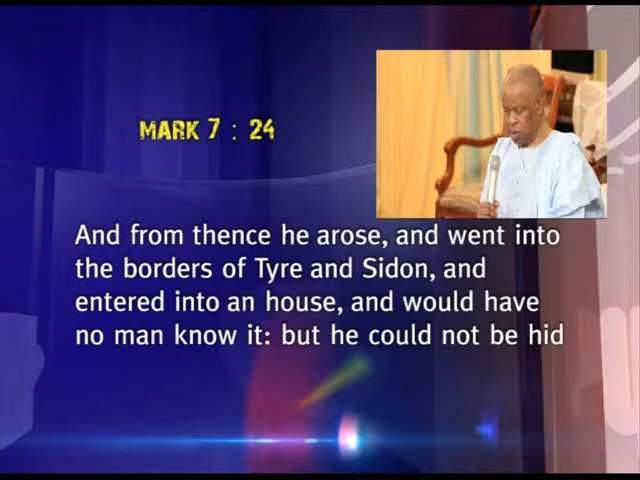 MARK 7 : 24
And from thence he arose, and went into
the borders of Tyre and Sidon, and
entered into an house, and would have
no man know it: but he could not be hid